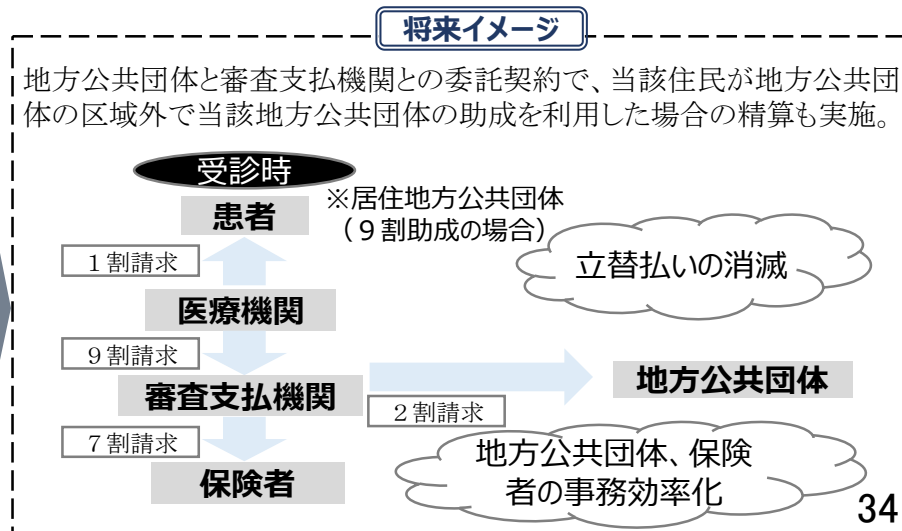 将来イメージ
地方公共団体と審査支払機関との委託契約で、当該住民が地方公共団
体の区域外で当該地方公共団体の助成を利用した場合の精算も実施。
受診時
患者
※居住地方公共団体
（９割助成の場合）
１割請求
立替払いの消滅
医療機関
９割請求
審査支払機関
地方公共団体
２割請求
７割請求
保険者
地方公共団体、保険
者の事務効率化
34